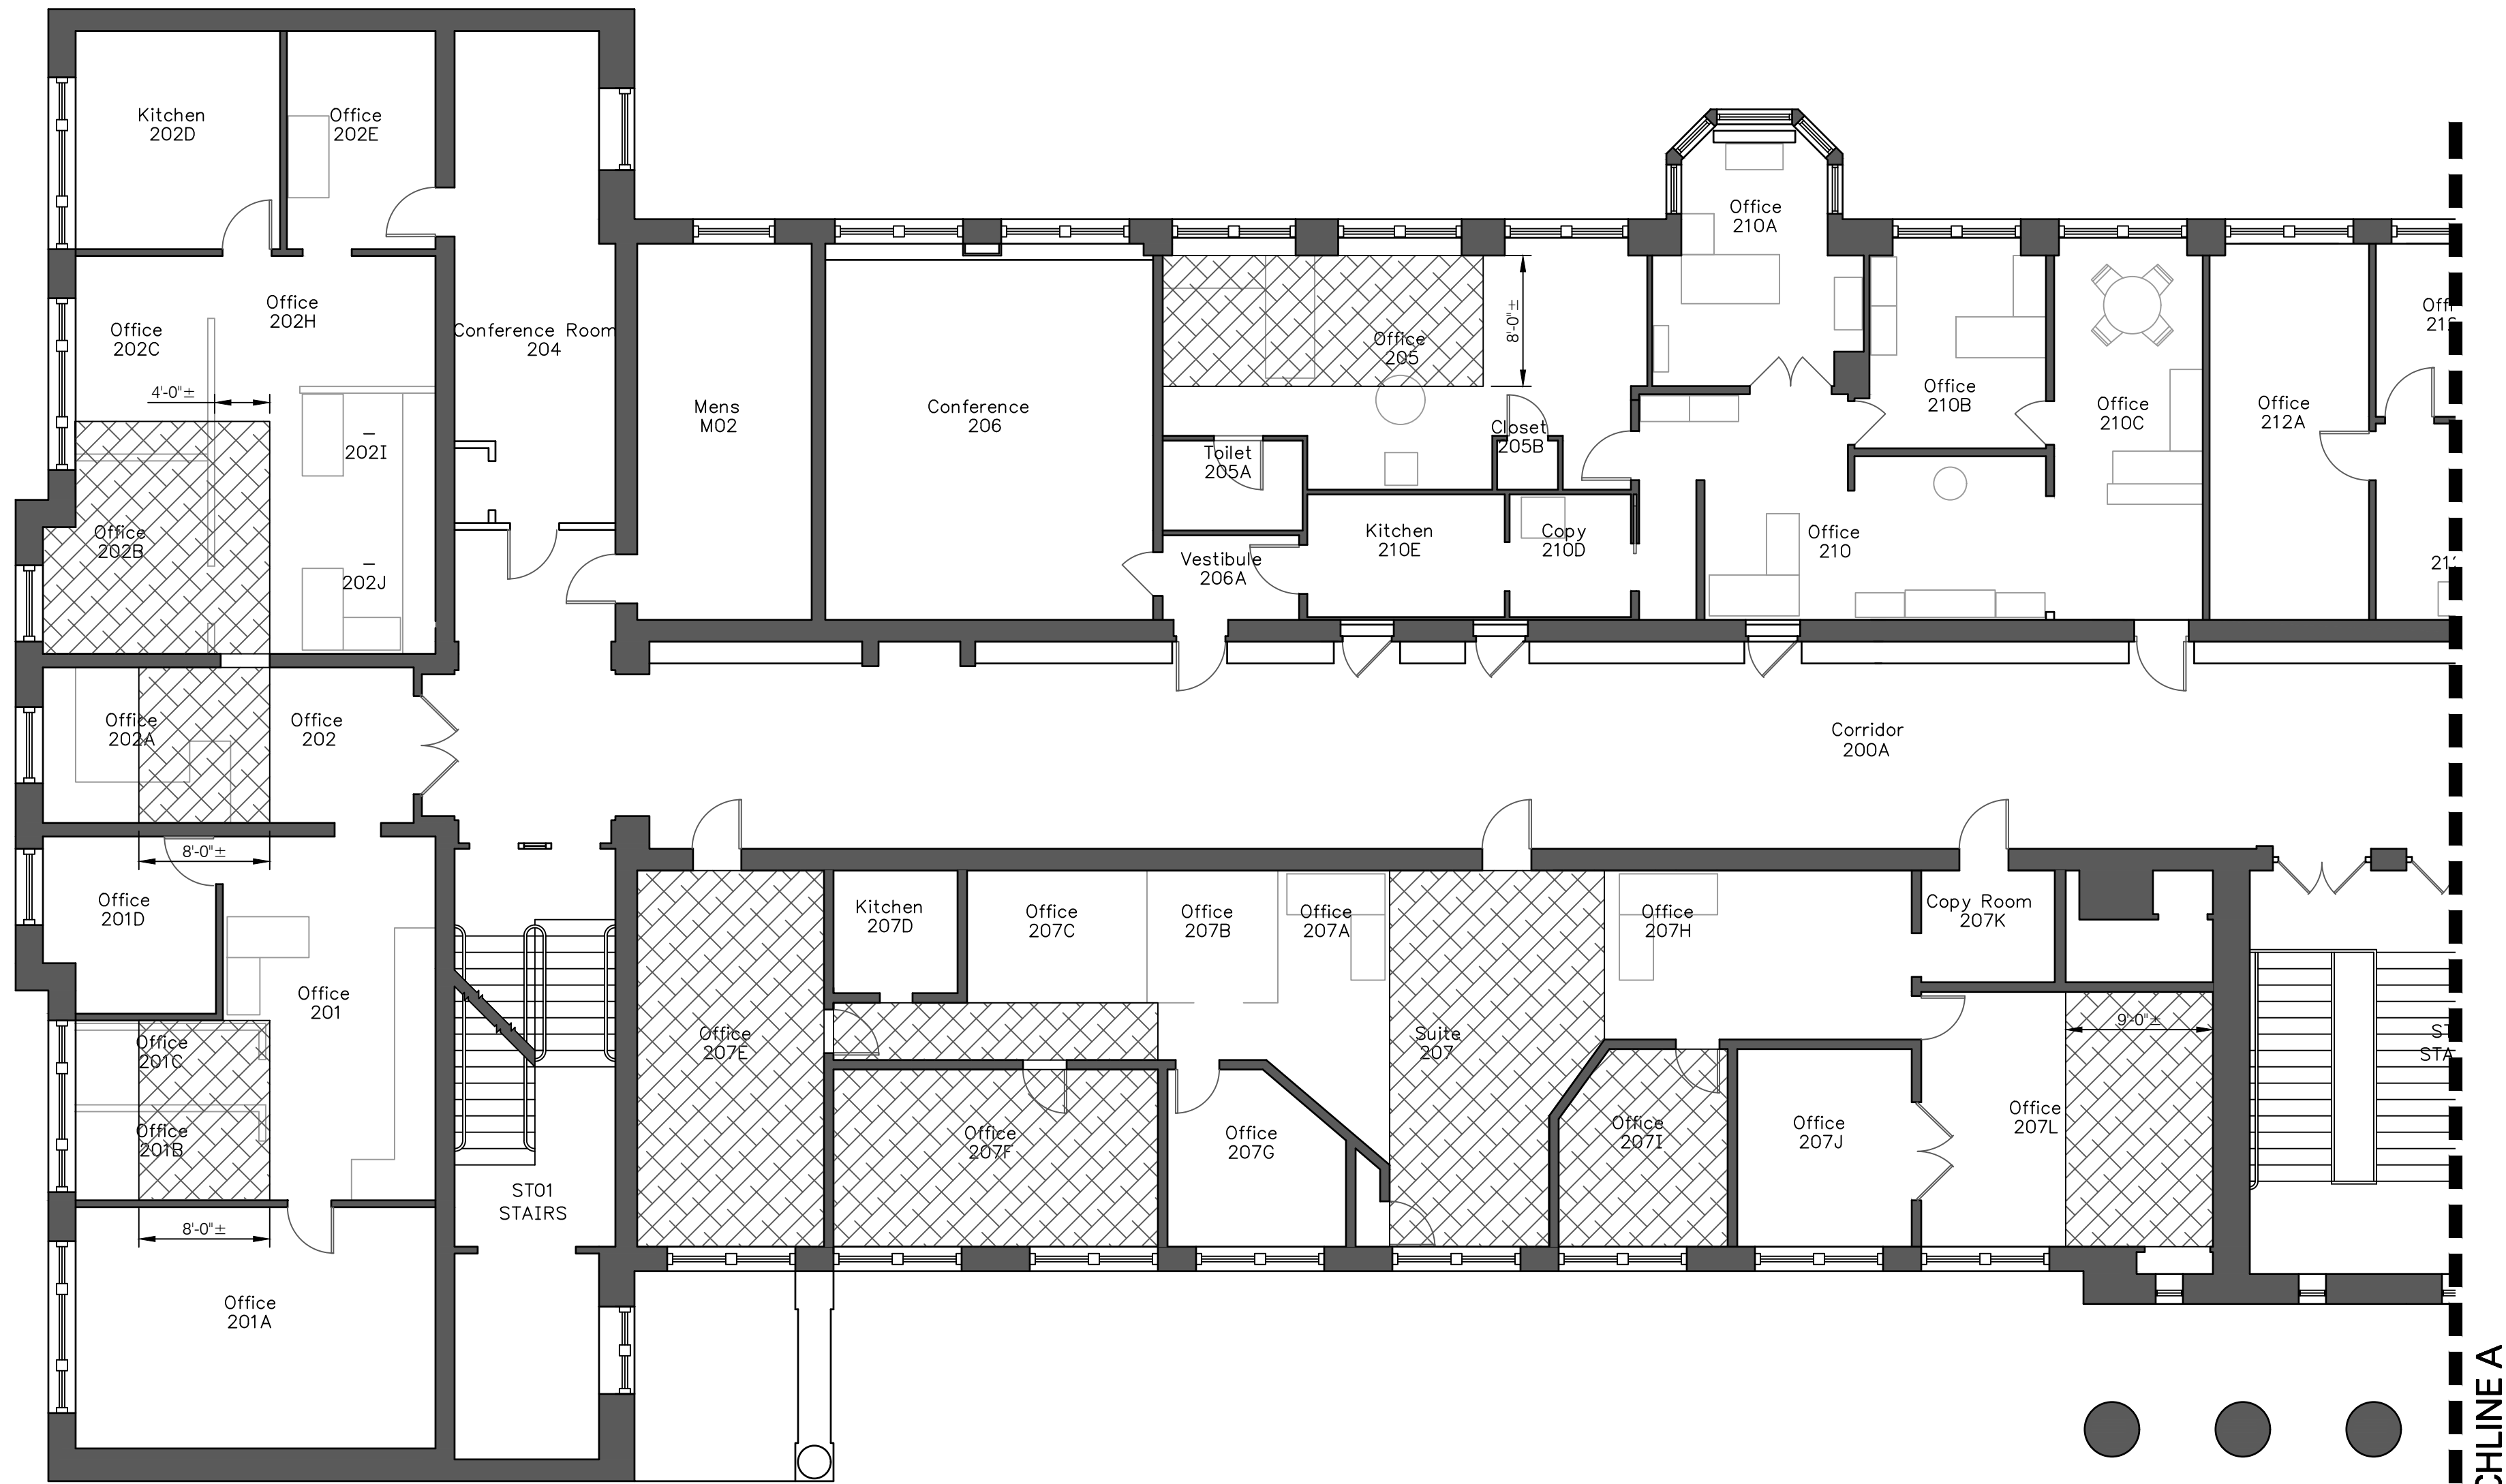 Kitchen
202D
Office
202E
Office
202H
Office
202C
4'-0"±
–
202I
Office
202B
–
202J
Conference Room
204
Mens
M02
Conference
206
Office
205
8'-0"±
Closet
205B
Toilet
205A
Vestibule
206A
Kitchen
210E
Copy
210D
Office
210A
Office
210B
Office
210C
Office
210
Office
212A
Office
202A
Office
202
Corridor
200A
8'-0"±
Office
201D
Office
201
Office
201C
Office
201B
8'-0"±
Office
201A
ST01
STAIRS
Office
207E
Kitchen
207D
Office
207C
Office
207B
Office
207A
Office
207F
Office
207G
Suite
207
Office
207H
Office
207I
Office
207J
Copy Room
207K
Office
207L
9'-0"±
ST
STA
CHLINE A